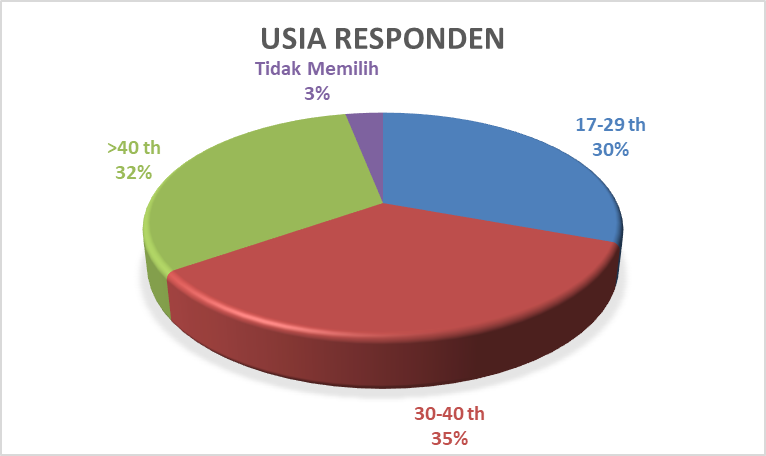 USIA RESPONDEN
Tidak Memilih
3%
17-29 th
30%
>40 th
32%
30-40 th
35%